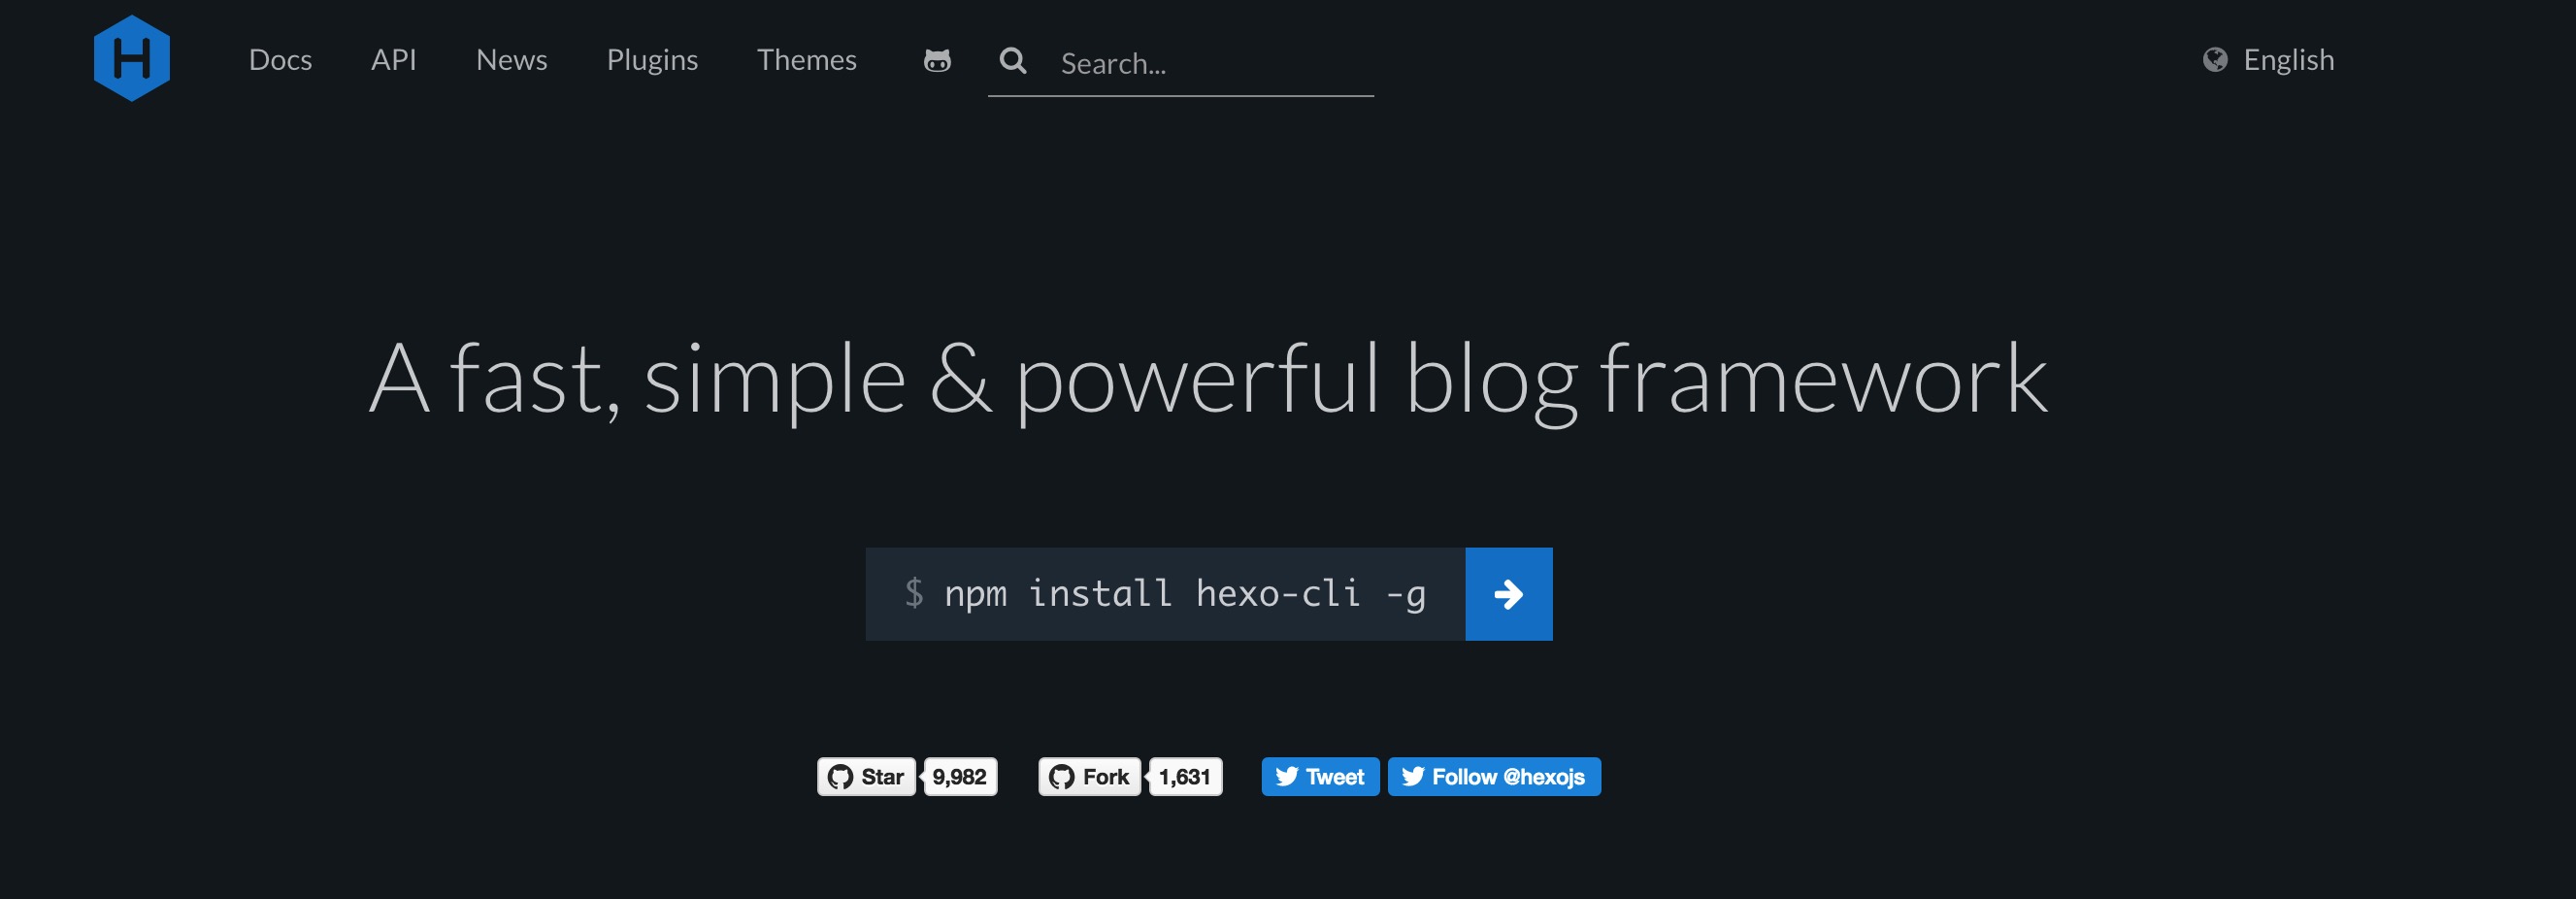 H Docs API News Plugins Themes Search... English
A fast, simple & powerful blog framework
$ npm install hexo-cli -g
Star 9,982 Fork 1,631 Tweet Follow @hexojs